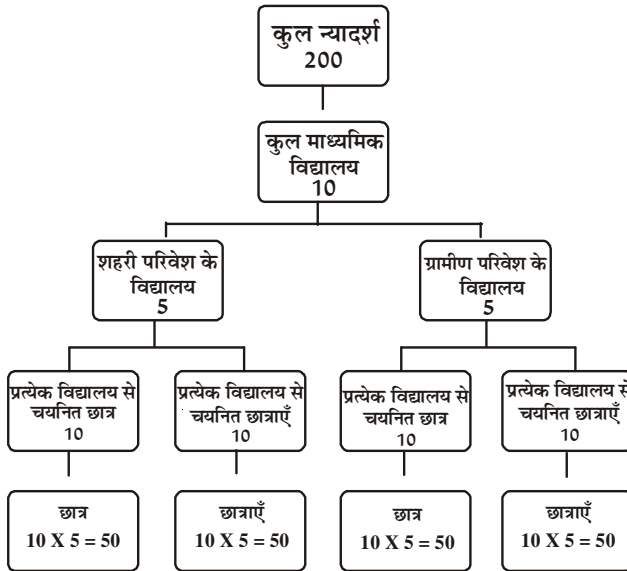 कुल न्यादर्श
200
कुल माध्यमिक
विद्यालय
10
शहरी परिवेश के
विद्यालय
5
ग्रामीण परिवेश के
विद्यालय
5
प्रत्येक विद्यालय से
चयनित छात्र
10
प्रत्येक विद्यालय से
चयनित छात्राएँ
10
प्रत्येक विद्यालय से
चयनित छात्र
10
प्रत्येक विद्यालय से
चयनित छात्राएँ
10
छात्र
10 X 5 = 50
छात्राएँ
10 X 5 = 50
छात्र
10 X 5 = 50
छात्राएँ
10 X 5 = 50